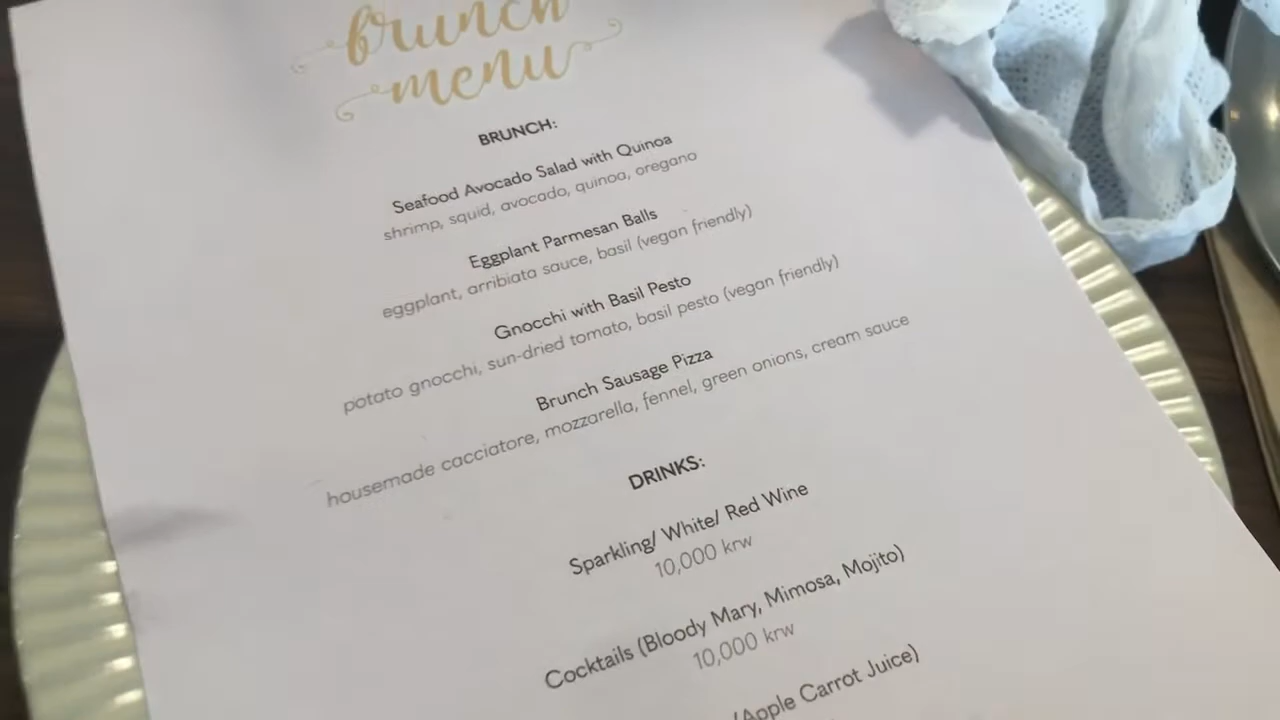 brunch
menu
BRUNCH:
Seafood Avocado Salad with Quinoa
shrimp, squid, avocado, quinoa, oregano
Eggplant Parmesan Balls
eggplant, arribiata sauce, basil (vegan friendly)
Gnocchi with Basil Pesto
potato gnocchi, sun-dried tomato, basil pesto (vegan friendly)
Brunch Sausage Pizza
housemade cacciatore, mozzarella, fennel, green onions, cream sauce
DRINKS:
Sparkling/ White/ Red Wine
10,000 krw
Cocktails (Bloody Mary, Mimosa, Mojito)
10,000 krw
(Apple Carrot Juice)